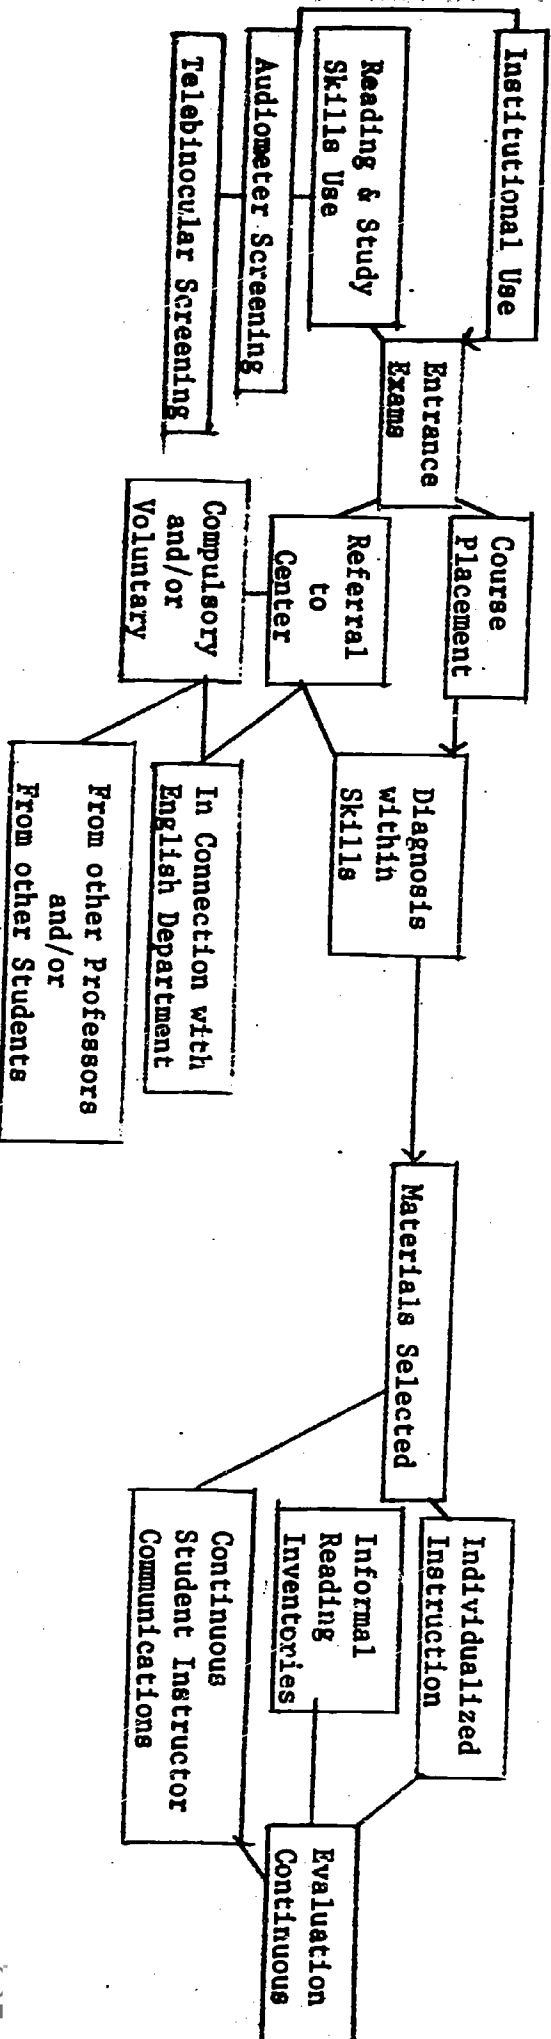 Institutional Use
Reading & Study
Skills Use
Audiometer Screening
Telebinocular Screening
Entrance
Exams
Course
Placement
Referral
to
Center
Compulsory
and/or
Voluntary
Diagnosis
within
Skills
In Connection with
English Department
From other Professors
and/or
From other Students
Materials Selected
Individualized
Instruction
Informal
Reading
Inventories
Continuous
Student Instructor
Communications
Evaluation
Continuous